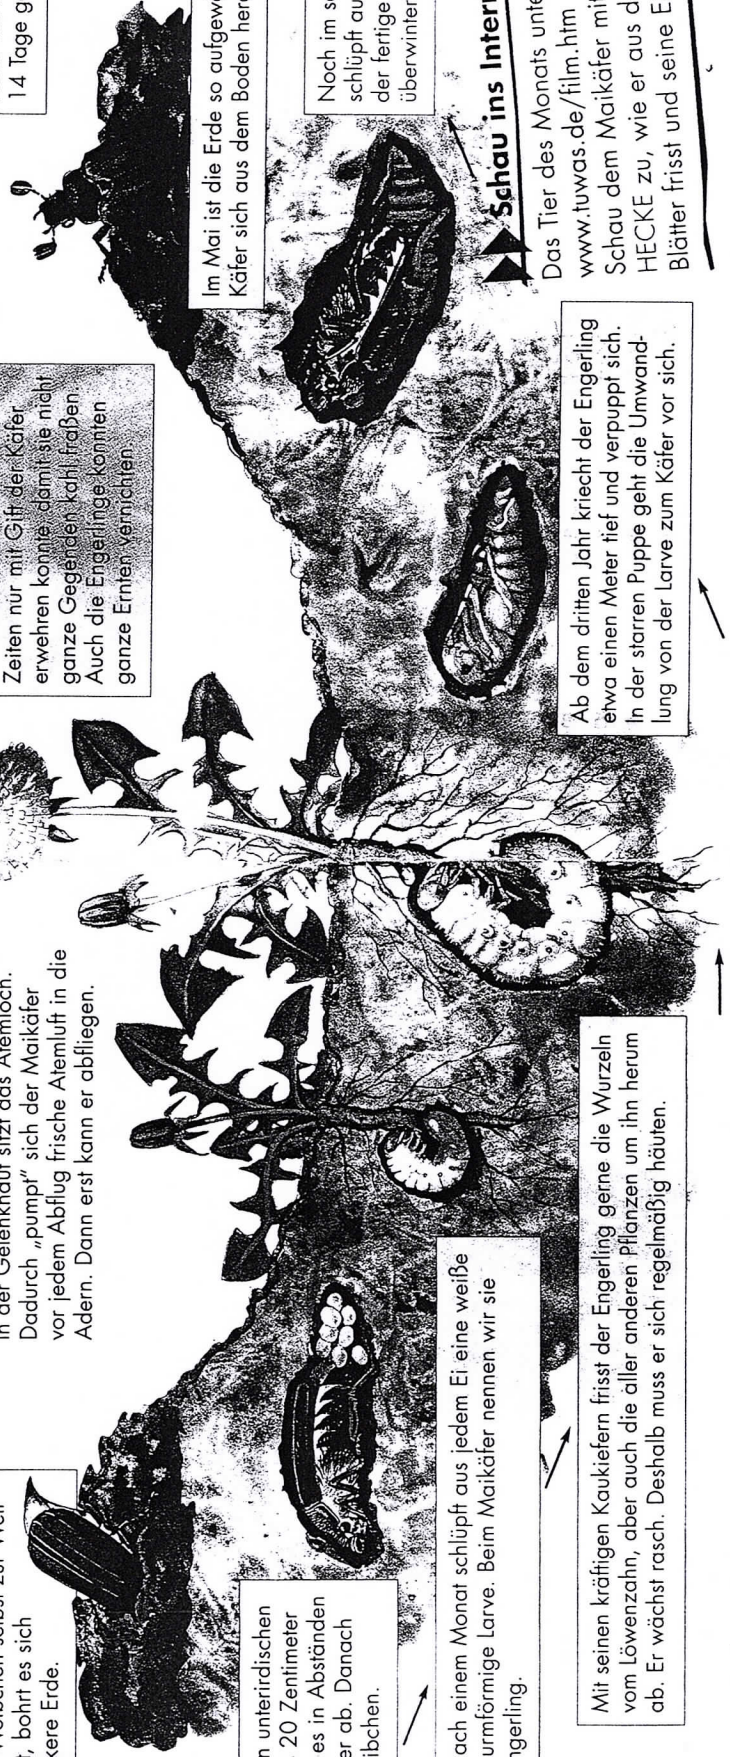 t, bohrt es sich
kere Erde.
in der Gelenkhaut sitzt das Atemloch.
Dadurch „pumpt“ sich der Maikäfer
vor jedem Abflug frische Atemluft in die
Adern. Dann erst kann er abfliegen.
Zeiten nur mit Gift der Käfer
erwehren konnte, damit sie nicht
ganze Gegenden kahl fraßen.
Auch die Engerlinge konnten
ganze Ernten vernichten.
14 Tage g
Im Mai ist die Erde so aufgew
Käfer sich aus dem Boden her
n unterirdischen
20 Zentimeter
es in Abständen
er ab. Danach
ibchen.
ach einem Monat schlüpft aus jedem Ei eine weiße
urmförmige Larve. Beim Maikäfer nennen wir sie
ngerling.
Mit seinen kräftigen Kaukiefern frisst der Engerling gerne die Wurzeln
vom Löwenzahn, aber auch die aller anderen Pflanzen um ihn herum
ab. Er wächst rasch. Deshalb muss er sich regelmäßig häuten.
Ab dem dritten Jahr kriecht der Engerling
etwa einen Meter tief und verpuppt sich.
In der starren Puppe geht die Umwand-
lung von der Larve zum Käfer vor sich.
Noch im s
schlüpft au
der fertige
überwinter
Schau ins Intern
Das Tier des Monats unte
www.tuwas.de/film.htm
Schau dem Maikäfer mit
HECKE zu, wie er aus d
Blätter frisst und seine E